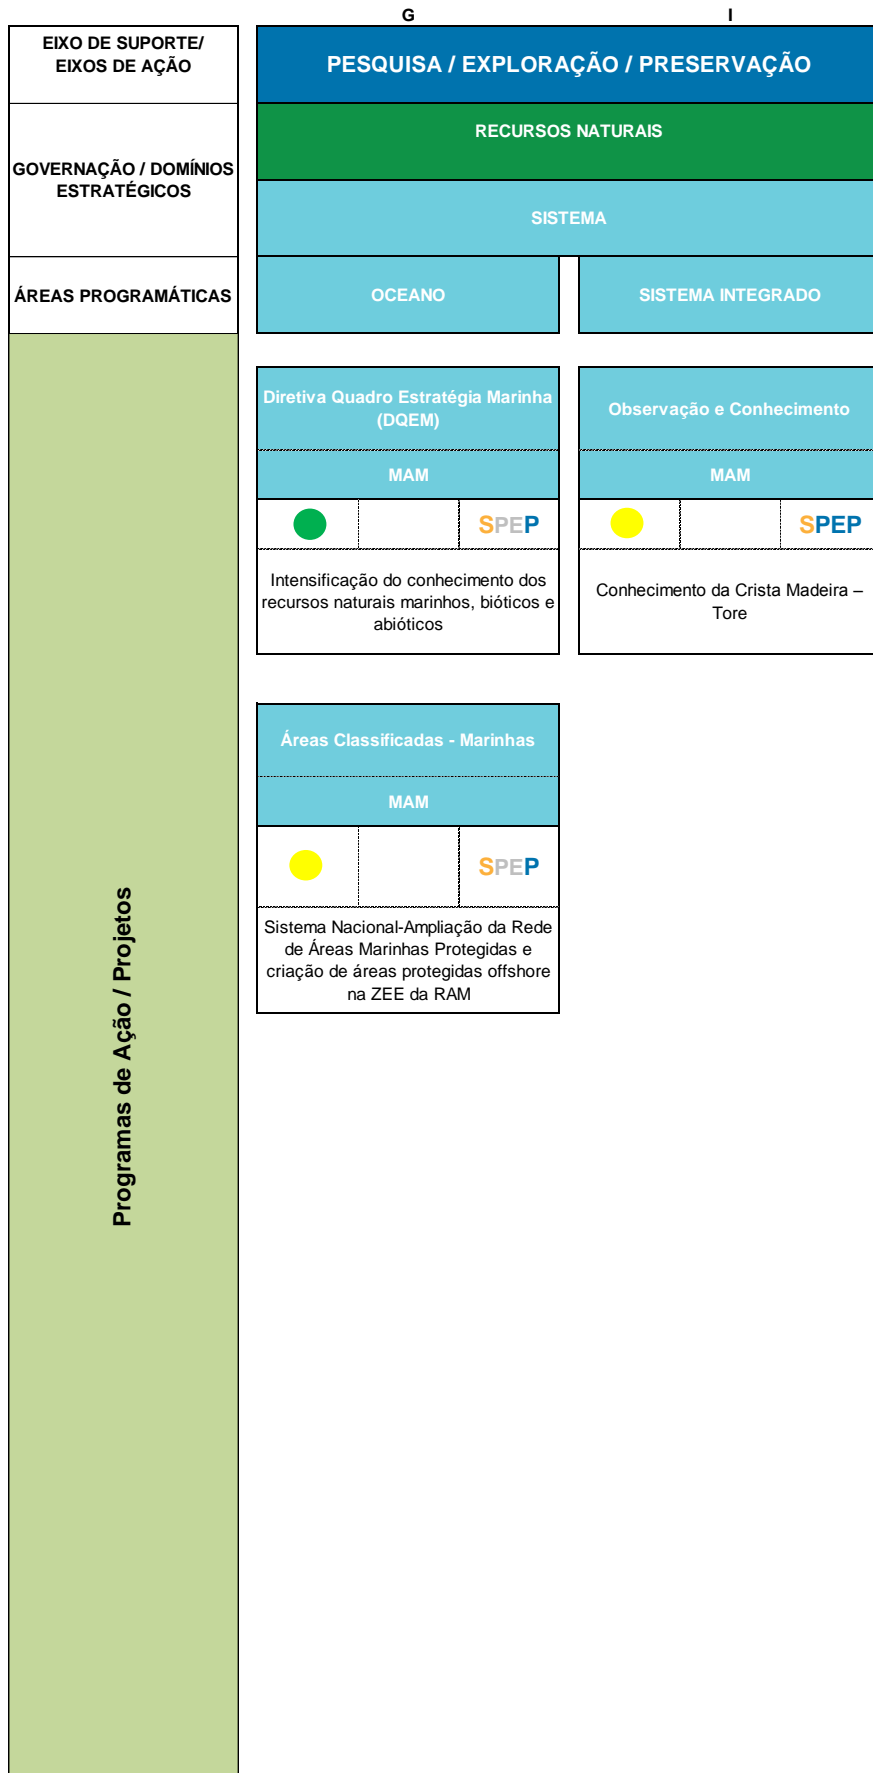 G
I
EIXO DE SUPORTE/
EIXOS DE AÇÃO
PESQUISA / EXPLORAÇÃO / PRESERVAÇÃO
GOVERNAÇÃO / DOMÍNIOS
ESTRATÉGICOS
RECURSOS NATURAIS
SISTEMA
ÁREAS PROGRAMÁTICAS
OCEANO
SISTEMA INTEGRADO
Programas de Ação / Projetos
Diretiva Quadro Estratégia Marinha
(DQEM)
MAM
SPEP
Intensificação do conhecimento dos
recursos naturais marinhos, bióticos e
abióticos
Observação e Conhecimento
MAM
SPEP
Conhecimento da Crista Madeira –
Tore
Áreas Classificadas - Marinhas
MAM
SPEP
Sistema Nacional-Ampliação da Rede
de Áreas Marinhas Protegidas e
criação de áreas protegidas offshore
na ZEE da RAM